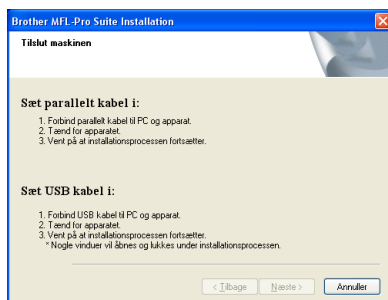 Brother MFL-Pro Suite Installation
Tilslut maskinen
Sæt parallelt kabel i:
1. Forbind parallelt kabel til PC og apparat.
2. Tænd for apparatet.
3. Vent på at installationsprocessen fortsætter.
Sæt USB kabel i:
1. Forbind USB kabel til PC og apparat.
2. Tænd for apparatet.
3. Vent på at installationsprocessen fortsætter.
* Nogle vinduer vil åbnes og lukkes under installationsprocessen.
< Tilbage Næste > Annuller